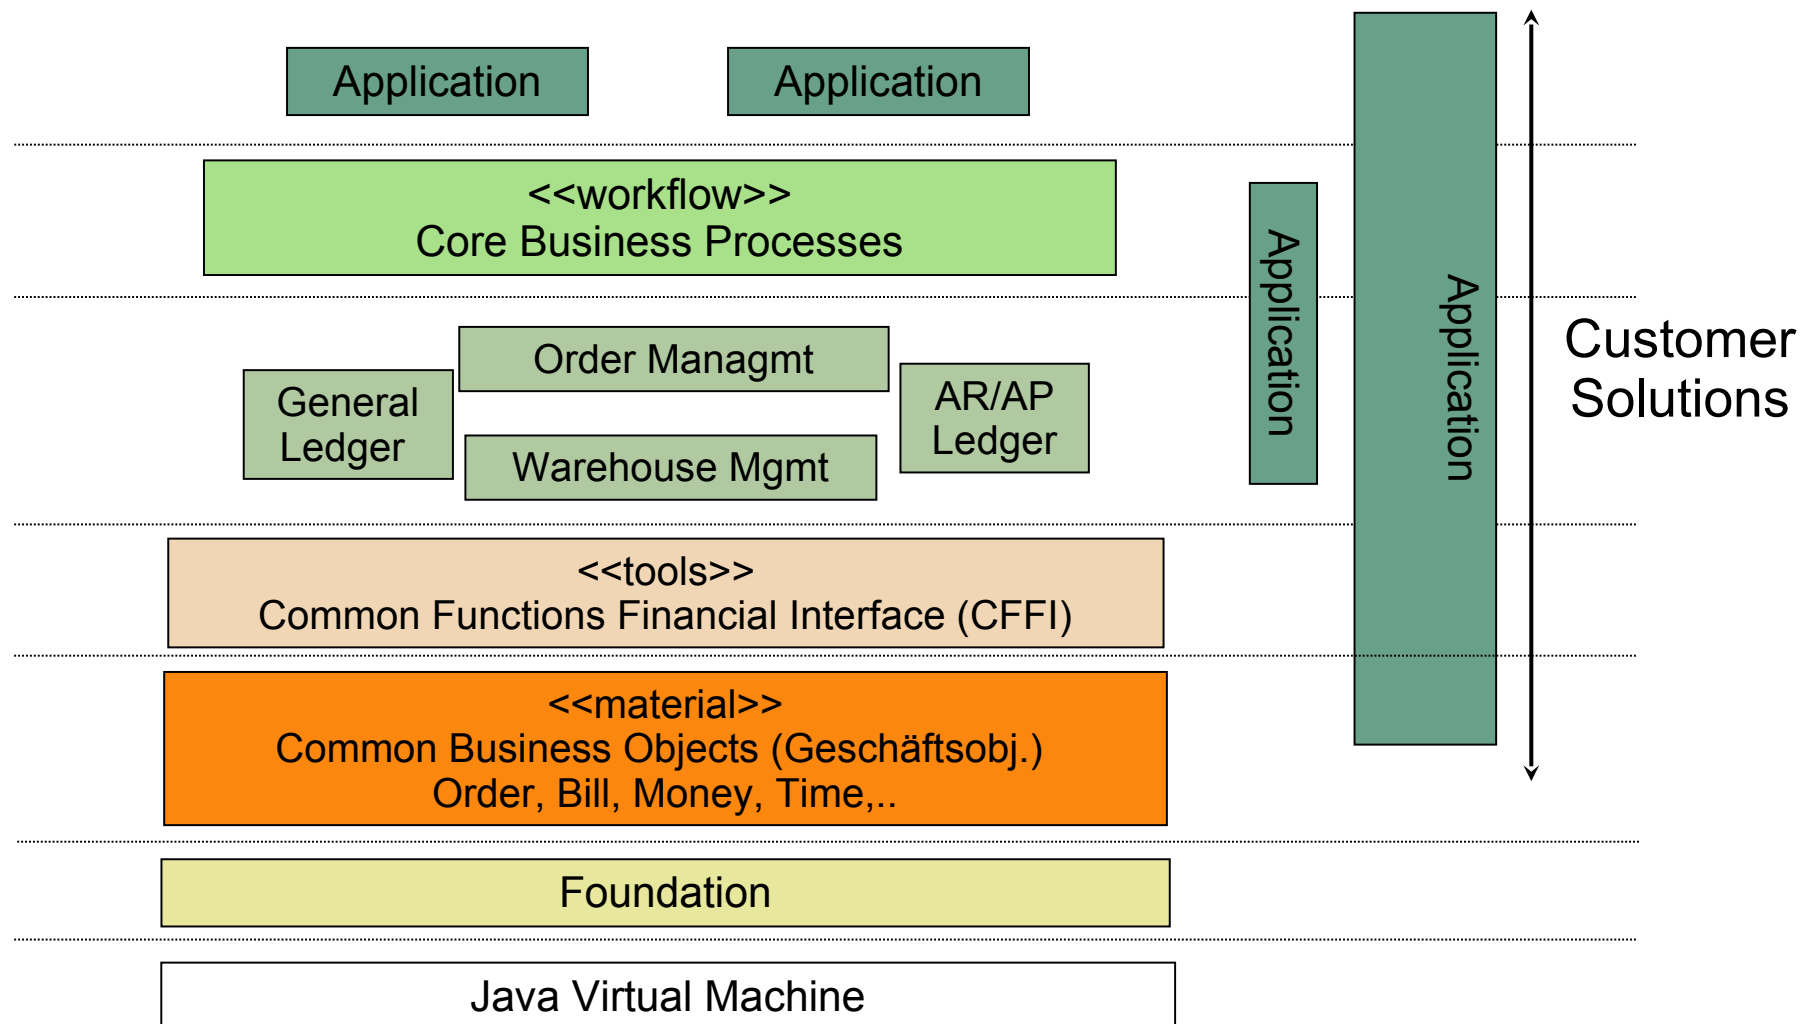 Application
Application
<<workflow>>
Core Business Processes
Application
Application
Customer
Solutions
Order Managmt
General
Ledger
AR/AP
Ledger
Warehouse Mgmt
<<tools>>
Common Functions Financial Interface (CFFI)
<<material>>
Common Business Objects (Geschäftsobj.)
Order, Bill, Money, Time,..
Foundation
Java Virtual Machine